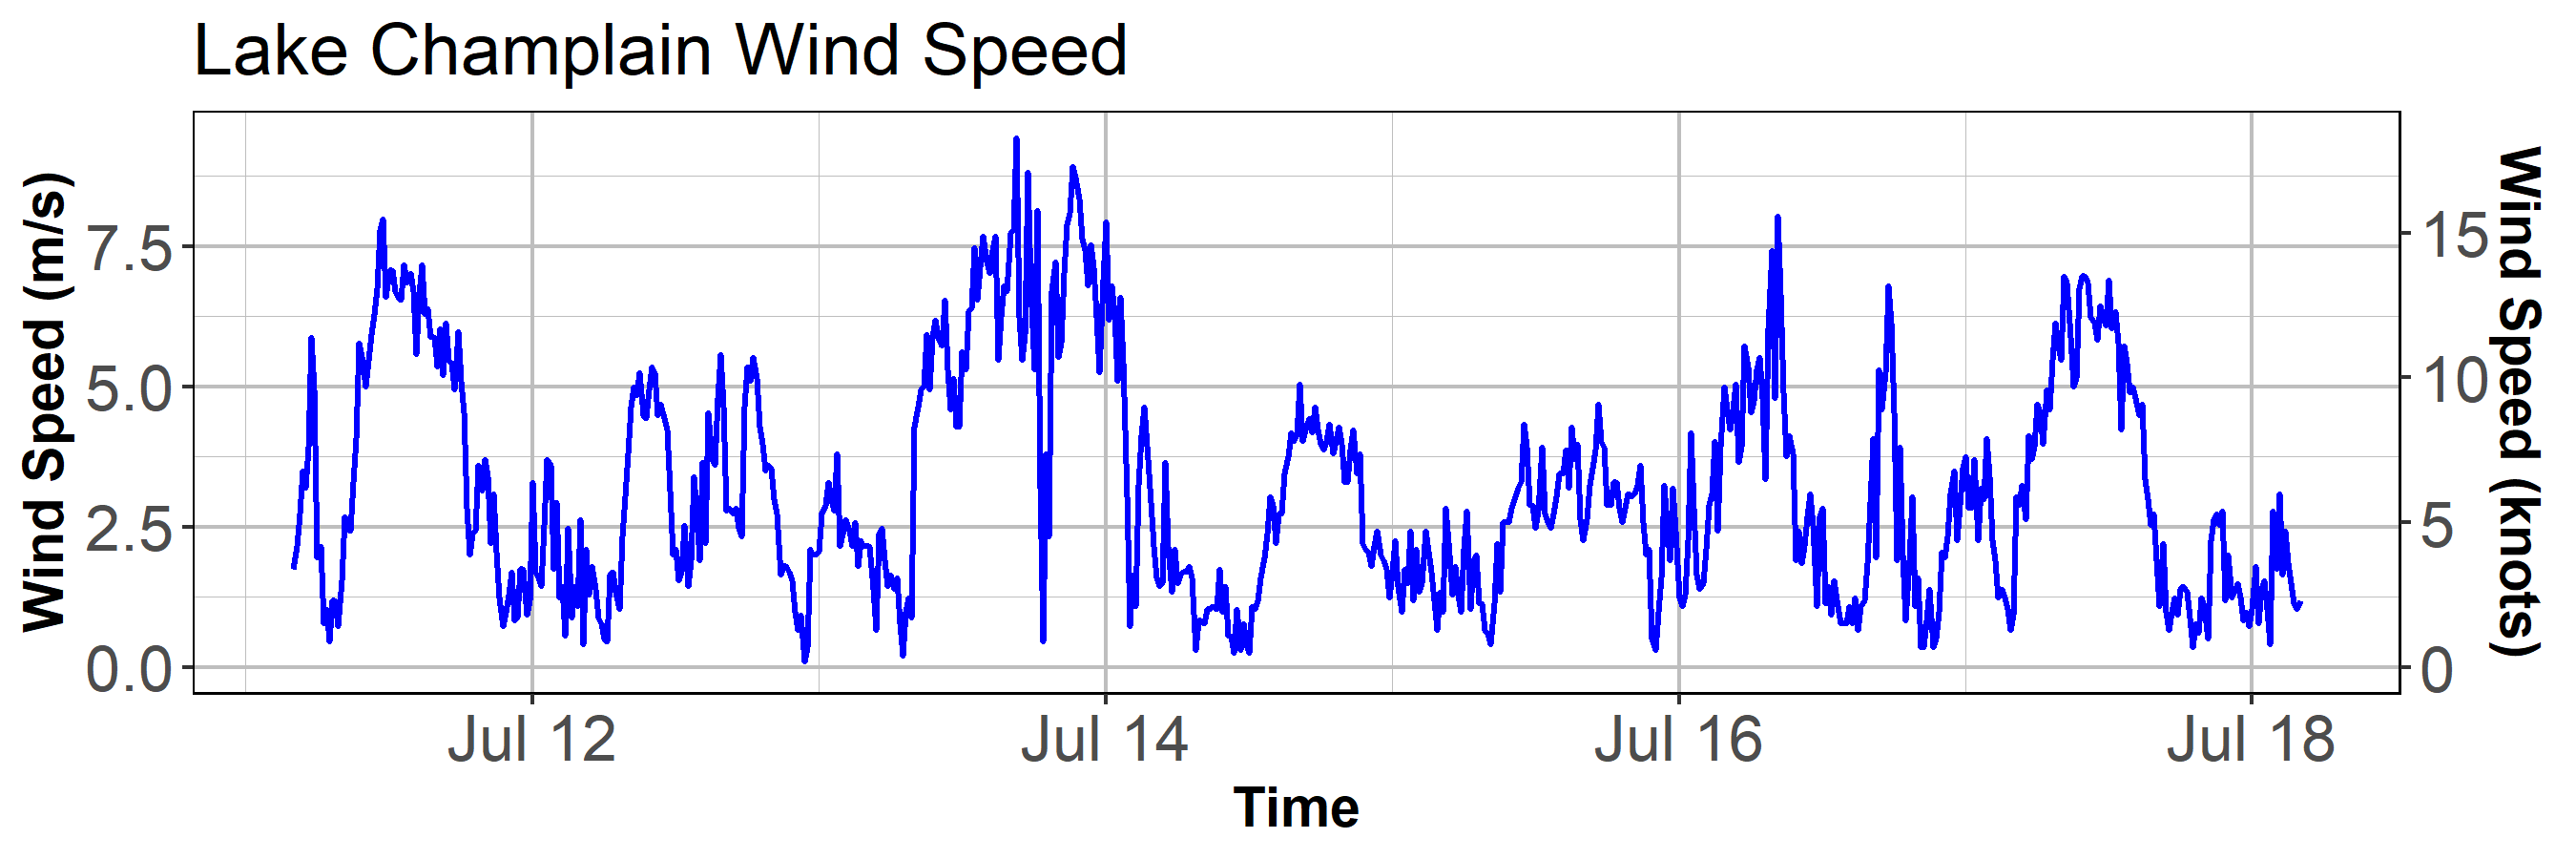 Lake Champlain Wind Speed
Wind Speed (m/s)
7.5
5.0
2.5
0.0
15
10
5
0
Wind Speed (knots)
Jul 12
Jul 14
Jul 16
Jul 18
Time